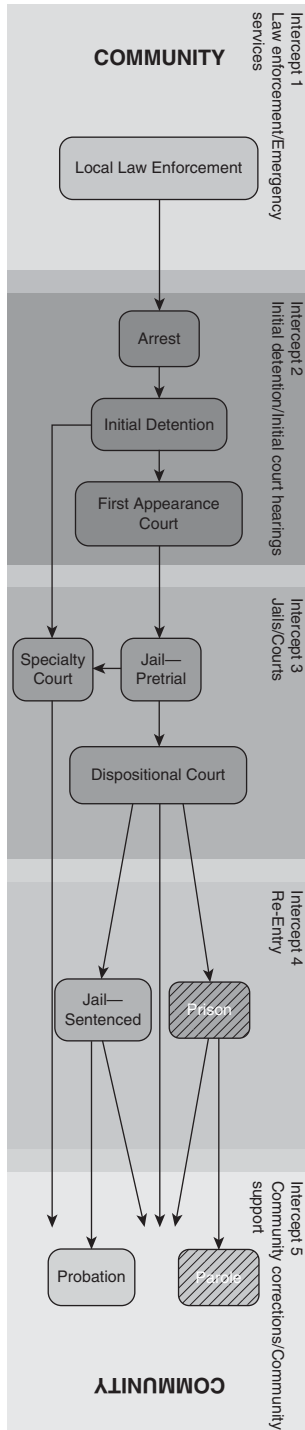 COMMUNITY
Intercept 1
Law enforcement/Emergency
services
Local Law Enforcement
Intercept 2
Initial detention/Initial court hearings
Arrest
Initial Detention
First Appearance
Court
Intercept 3
Jails/Courts
Specialty
Court
Jail—
Pretrial
Dispositional Court
Intercept 4
Re-Entry
Jail—
Sentenced
Prison
Intercept 5
Community corrections/Community
support
Probation
Parole
COMMUNITY